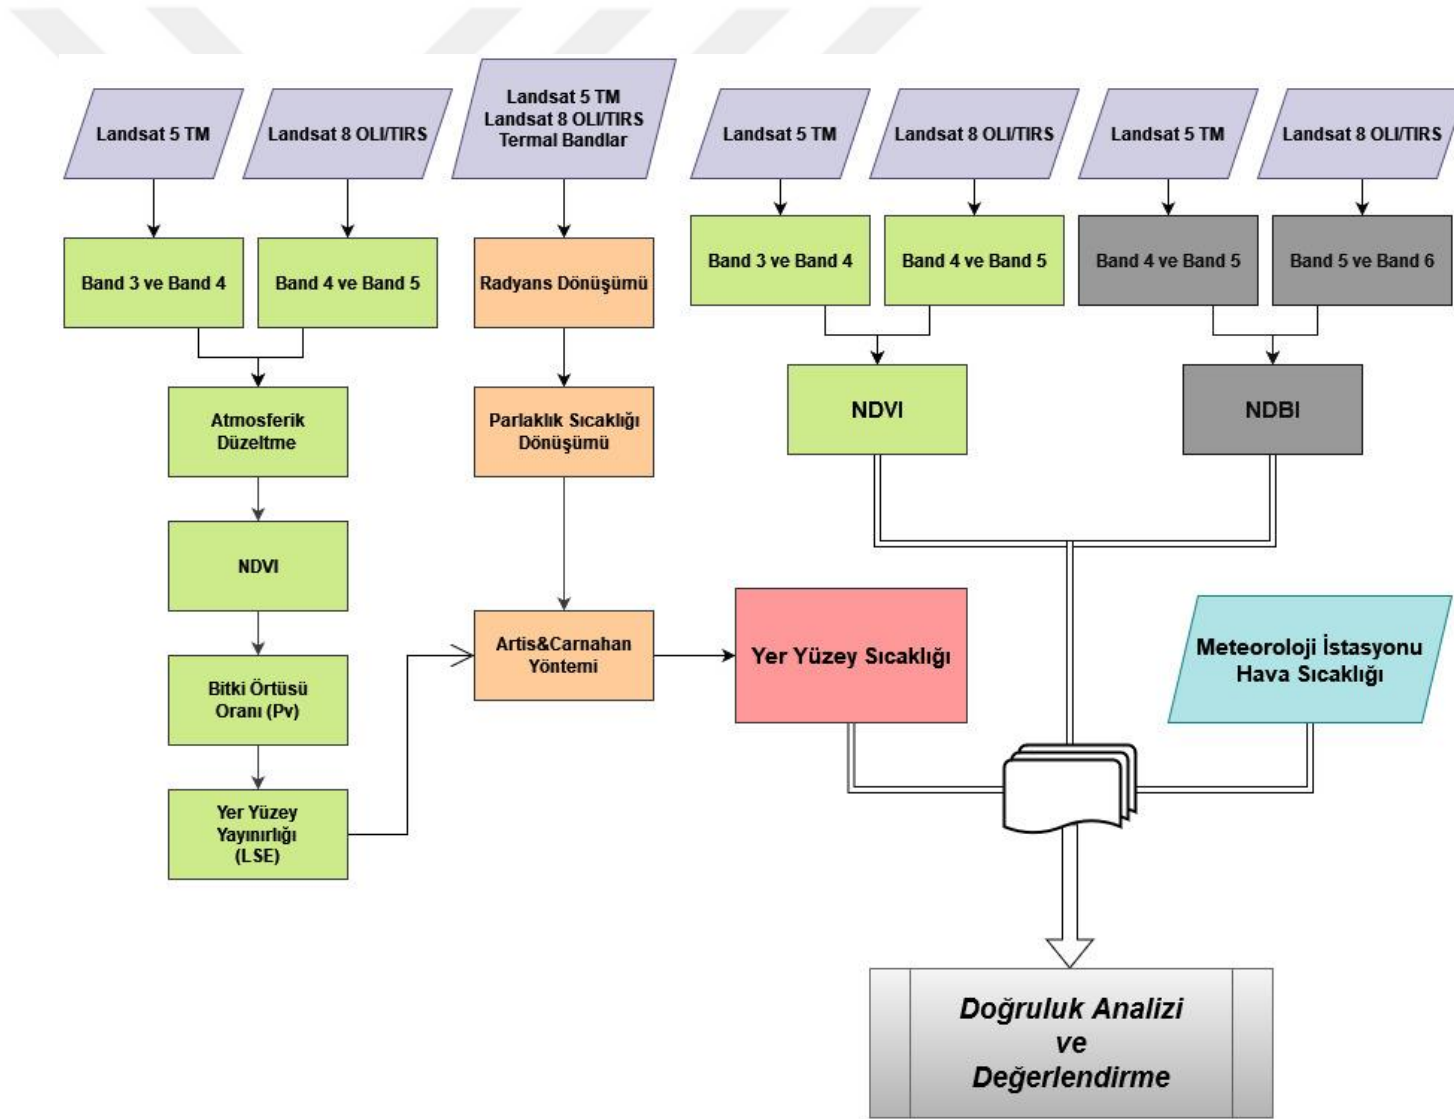 Landsat 5 TM
Landsat 8 OLI/TIRS
Landsat 5 TM
Landsat 8 OLI/TIRS
Termal Bandlar
Landsat 5 TM
Landsat 8 OLI/TIRS
Landsat 5 TM
Landsat 8 OLI/TIRS
Band 3 ve Band 4
Band 4 ve Band 5
Radyans Dönüşümü
Band 3 ve Band 4
Band 4 ve Band 5
Band 4 ve Band 5
Band 5 ve Band 6
Atmosferik
Düzeltme
Parlaklık Sıcaklığı
Dönüşümü
NDVI
NDBI
NDVI
Bitki Örtüsü
Oranı (Pv)
Artis&Carnahan
Yöntemi
Yer Yüzey Sıcaklığı
Meteoroloji İstasyonu
Hava Sıcaklığı
Yer Yüzey
Yayınırlığı
(LSE)
Doğruluk Analizi
ve
Değerlendirme